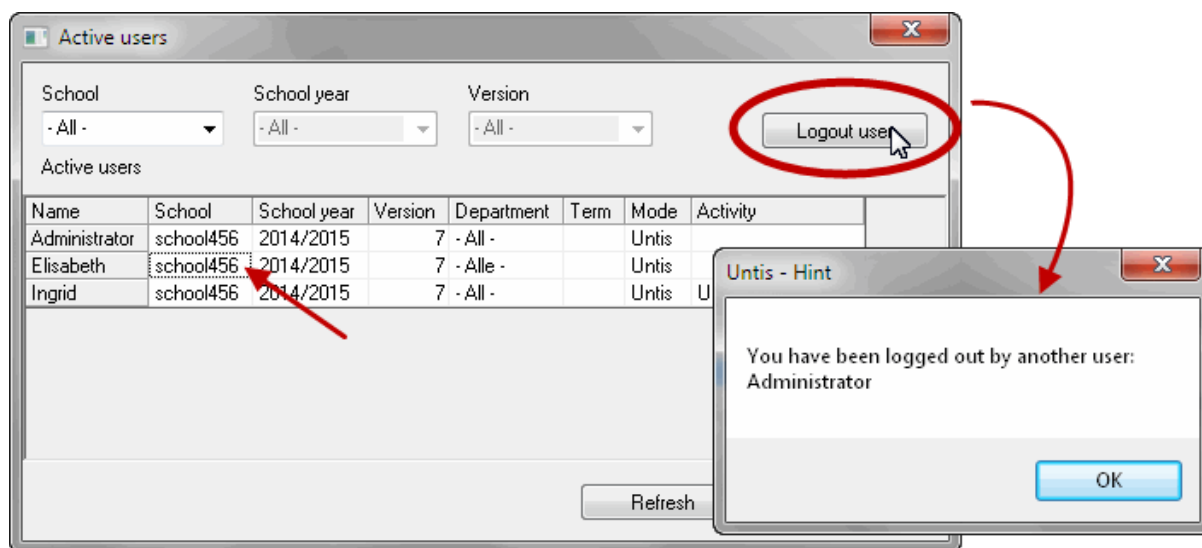 Active users
School School year Version
- All - - All - - All -
Logout user
Active users
Name School School year Version Department Term Mode Activity
Administrator school456 2014/2015 7 - All - Untis
Elisabeth school456 2014/2015 7 - Alle - Untis
Ingrid school456 2014/2015 7 - All - Untis U
Untis - Hint
You have been logged out by another user:
Administrator
OK
Refresh